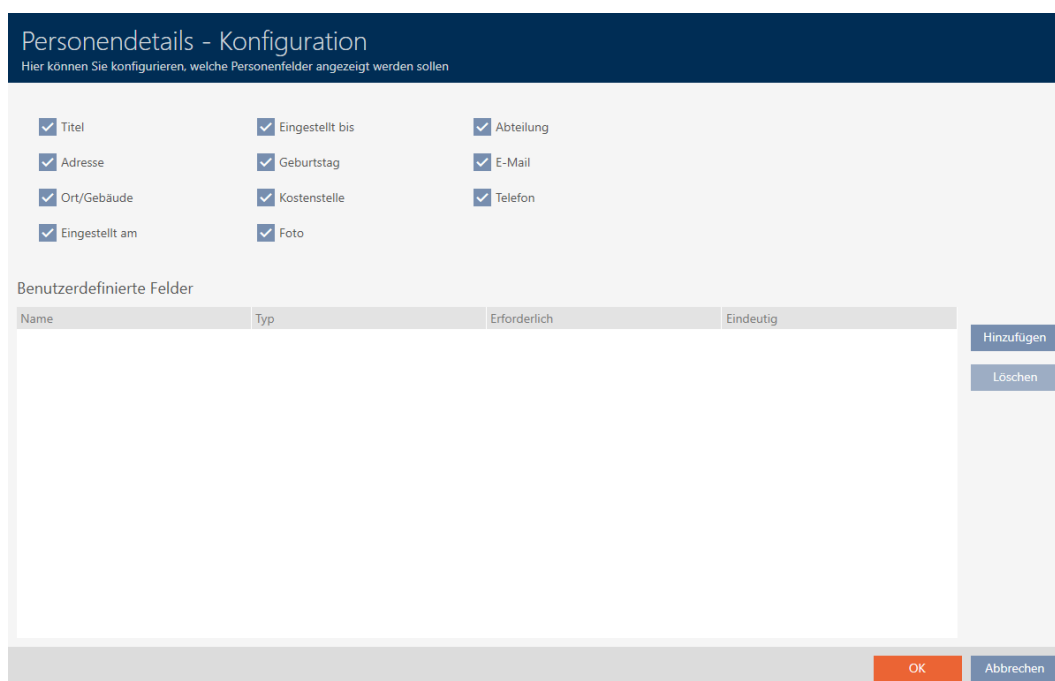 Personendetails - Konfiguration
Hier können Sie konfigurieren, welche Personenfelder angezeigt werden sollen
Titel Eingestellt bis Abteilung
Adresse Geburtstag E-Mail
Ort/Gebäude Kostenstelle Telefon
Eingestellt am Foto
Benutzerdefinierte Felder
Name Typ Erforderlich Eindeutig
Hinzufügen
Löschen
OK Abbrechen